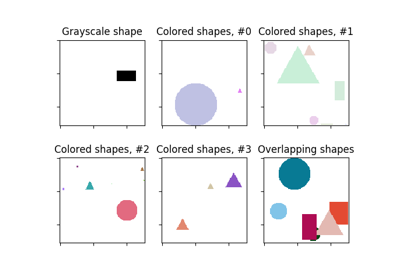 Grayscale shape
Colored shapes, #0
Colored shapes, #1
Colored shapes, #2
Colored shapes, #3
Overlapping shapes